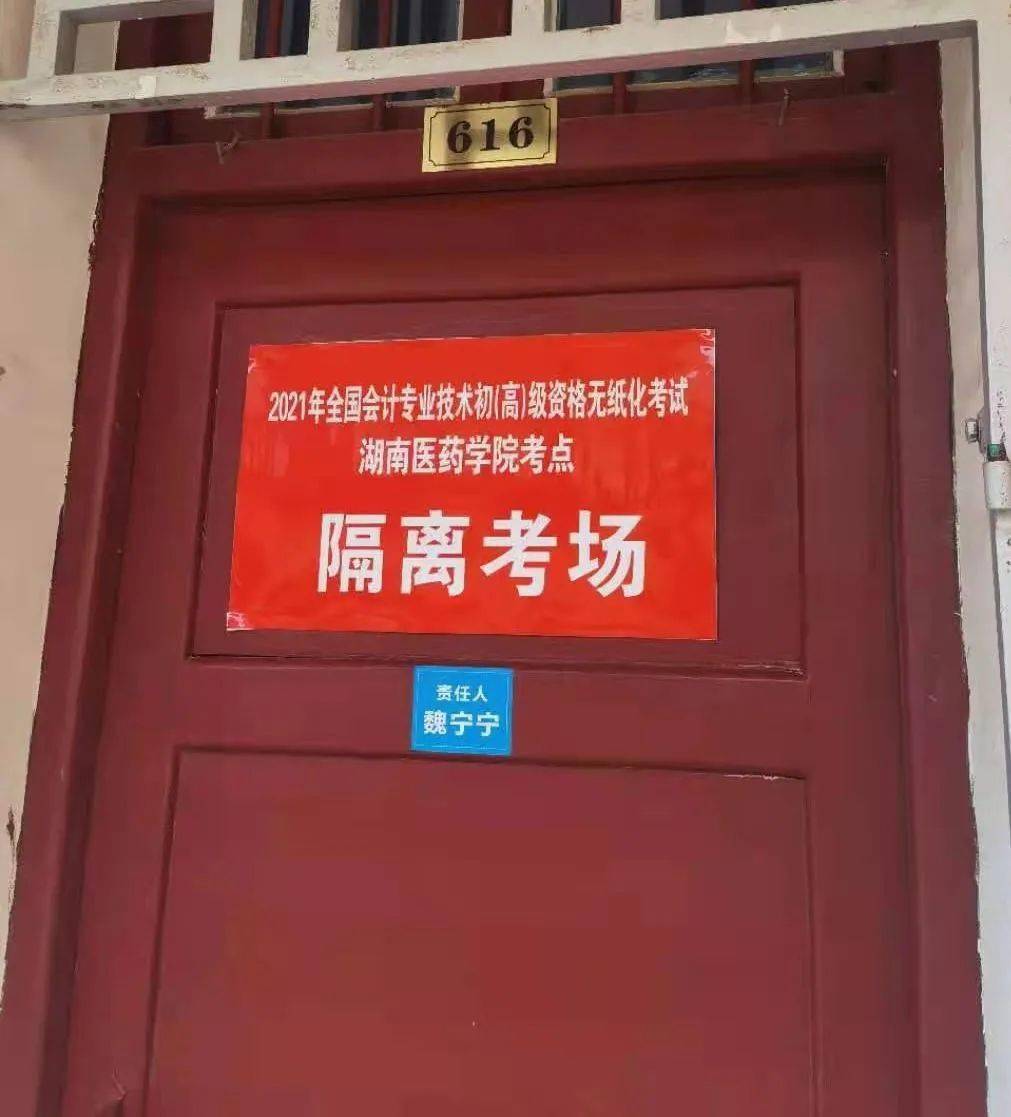 616
2021年全国会计专业技术初(高)级资格无纸化考试
湖南医药学院考点
隔离考场
责任人
魏宁宁